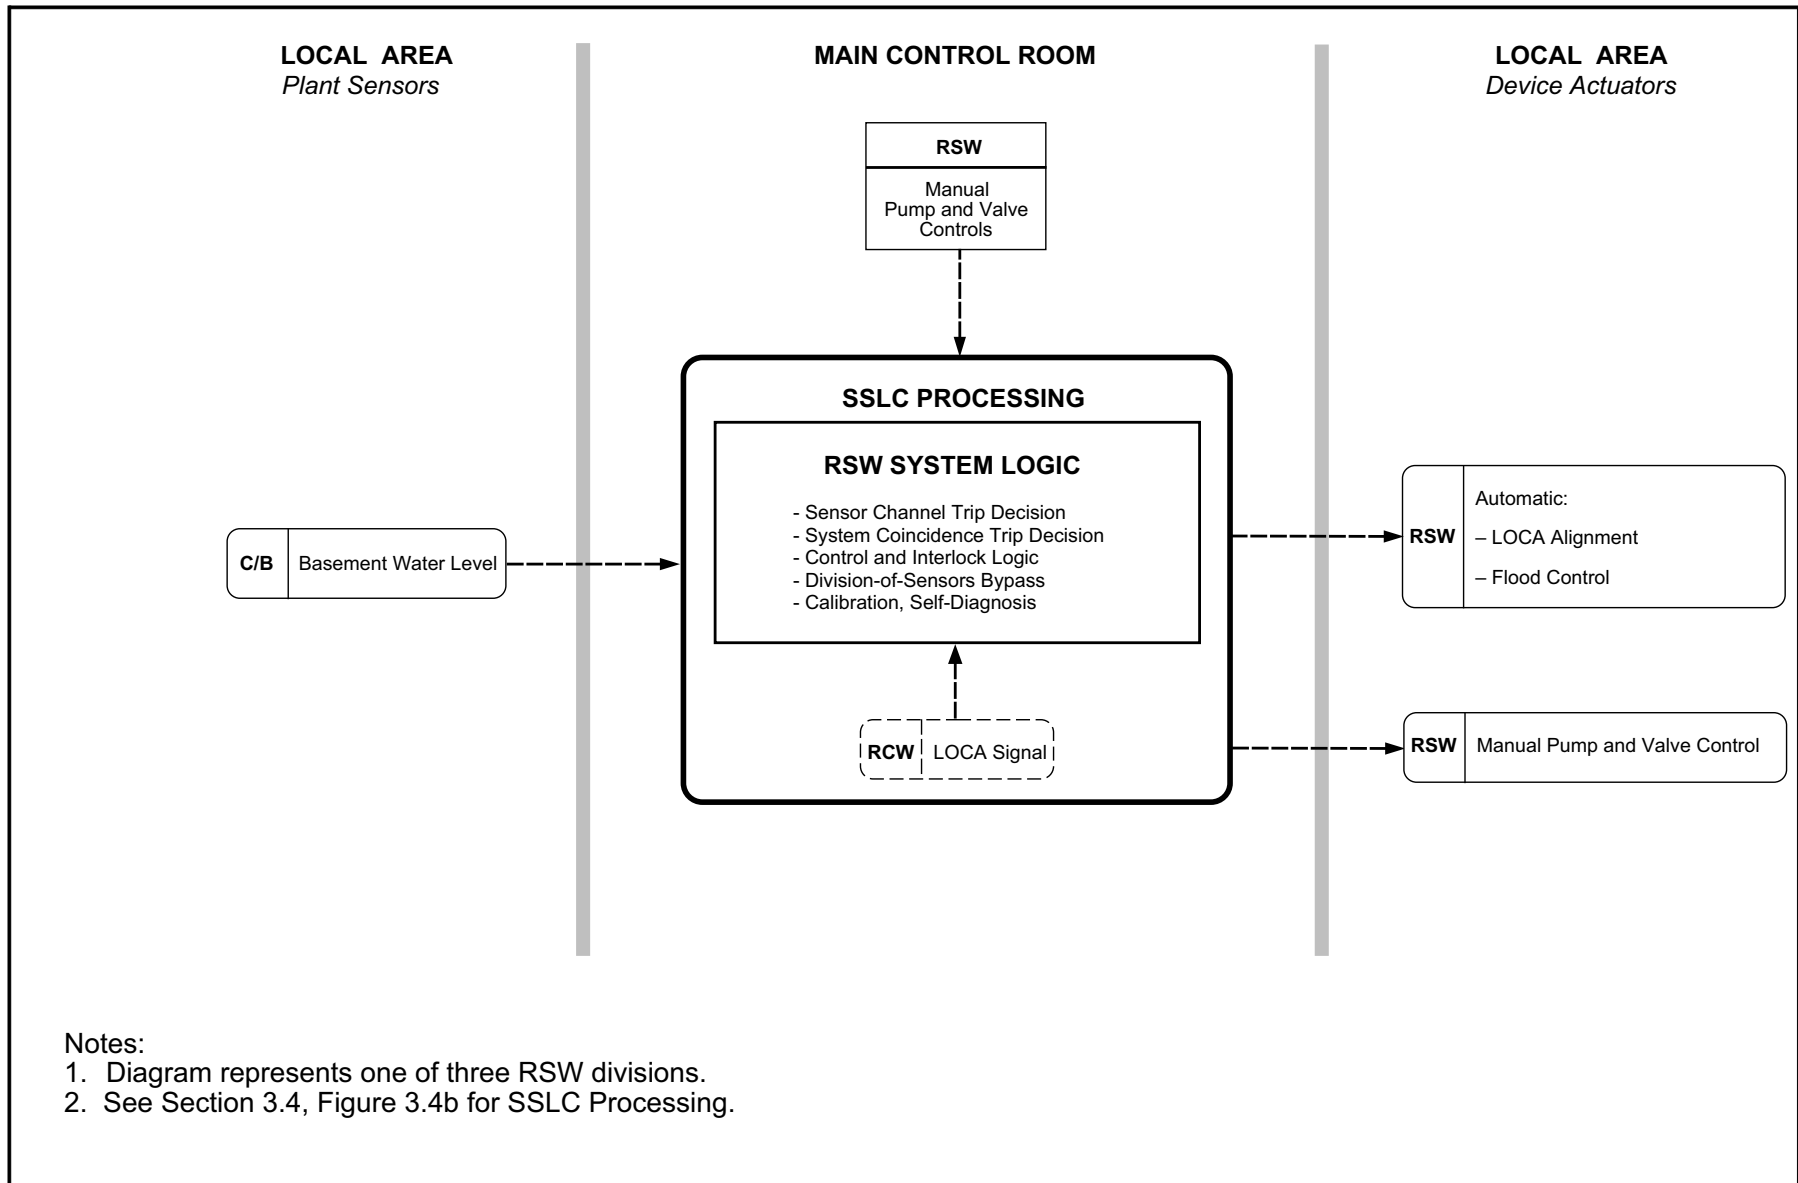 LOCAL AREA
Plant Sensors
MAIN CONTROL ROOM
LOCAL AREA
Device Actuators
RSW
Manual
Pump and Valve
Controls
SSLC PROCESSING
RSW SYSTEM LOGIC
- Sensor Channel Trip Decision
- System Coincidence Trip Decision
- Control and Interlock Logic
- Division-of-Sensors Bypass
- Calibration, Self-Diagnosis
C/B Basement Water Level
RCW LOCA Signal
RSW
Automatic:
– LOCA Alignment
– Flood Control
RSW Manual Pump and Valve Control
Notes:
1. Diagram represents one of three RSW divisions.
2. See Section 3.4, Figure 3.4b for SSLC Processing.